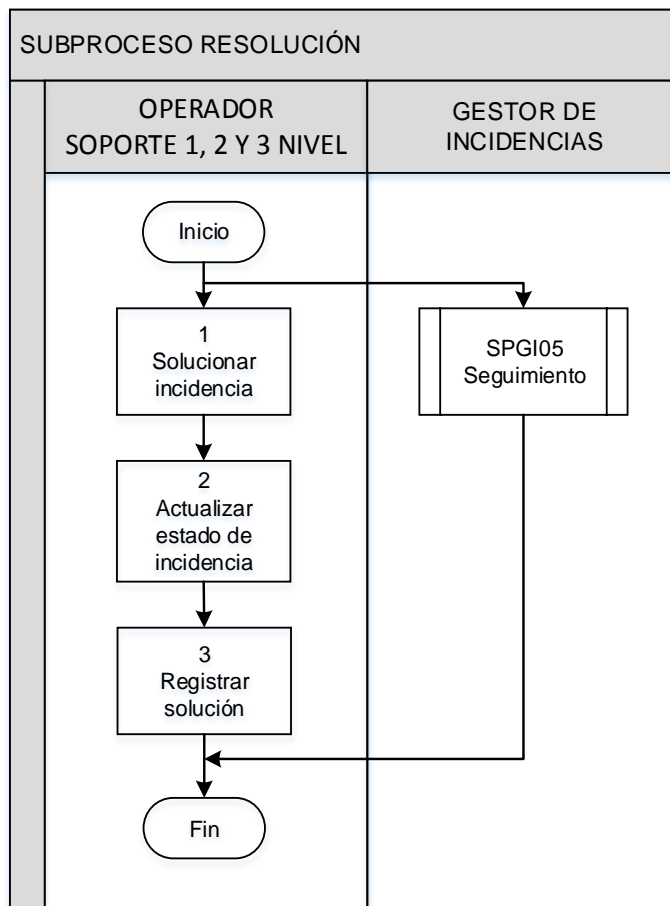 SUBPROCESO RESOLUCIÓN
OPERADOR
SOPORTE 1, 2 Y 3 NIVEL
GESTOR DE
INCIDENCIAS
Inicio
1
Solucionar
incidencia
SPGI05
Seguimiento
2
Actualizar
estado de
incidencia
3
Registrar
solución
Fin